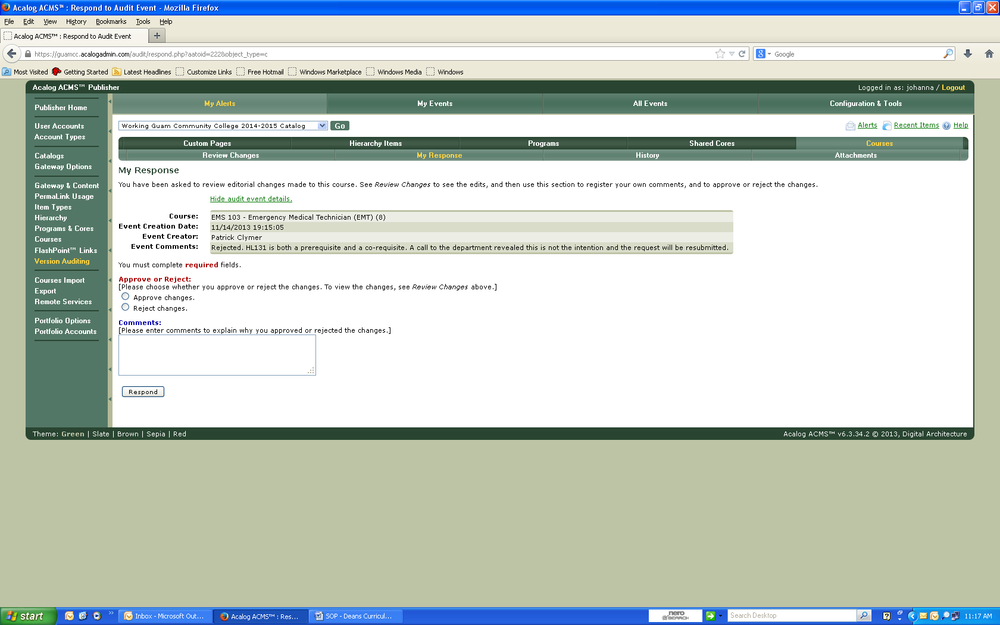 Acalog ACMS™ : Respond to Audit Event - Mozilla Firefox
File Edit View History Bookmarks Tools Help
Acalog ACMS™ : Respond to Audit Event +
https://guamcc.acalogadmin.com/audit/respond.php?aatoid=222&object_type=c
8 Google
Most Visited Getting Started Latest Headlines Customize Links Free Hotmail Windows Marketplace Windows Media Windows
Acalog ACMS™ Publisher
Logged in as: johanna / Logout
Publisher Home
User Accounts
Account Types
Catalogs
Gateway Options
Gateway & Content
PermaLink Usage
Item Types
Hierarchy
Programs & Cores
Courses
FlashPoint™ Links
Version Auditing
Courses Import
Export
Remote Services
Portfolio Options
Portfolio Accounts
My Alerts My Events All Events Configuration & Tools
Working Guam Community College 2014-2015 Catalog Go
Alerts Recent Items Help
Custom Pages Hierarchy Items Programs Shared Cores Courses
Review Changes My Response History Attachments
My Response
You have been asked to review editorial changes made to this course. See Review Changes to see the edits, and then use this section to register your own comments, and to approve or reject the changes.
Hide audit event details.
Course: EMS 103 - Emergency Medical Technician (EMT) (8)
Event Creation Date: 11/14/2013 19:15:05
Event Creator: Patrick Clymer
Event Comments: Rejected. HL131 is both a prerequisite and a co-requisite. A call to the department revealed this is not the intention and the request will be resubmitted.
You must complete required fields.
Approve or Reject:
[Please choose whether you approve or reject the changes. To view the changes, see Review Changes above.]
Approve changes.
Reject changes.
Comments:
[Please enter comments to explain why you approved or rejected the changes.]
Respond
Theme: Green | Slate | Brown | Sepia | Red
Acalog ACMS™ v6.3.34.2 © 2013, Digital Architecture
start
Inbox - Microsoft Out...
Acalog ACMS™ : Res...
SOP - Deans Curricul...
nero
SEARCH
Search Desktop
11:17 AM